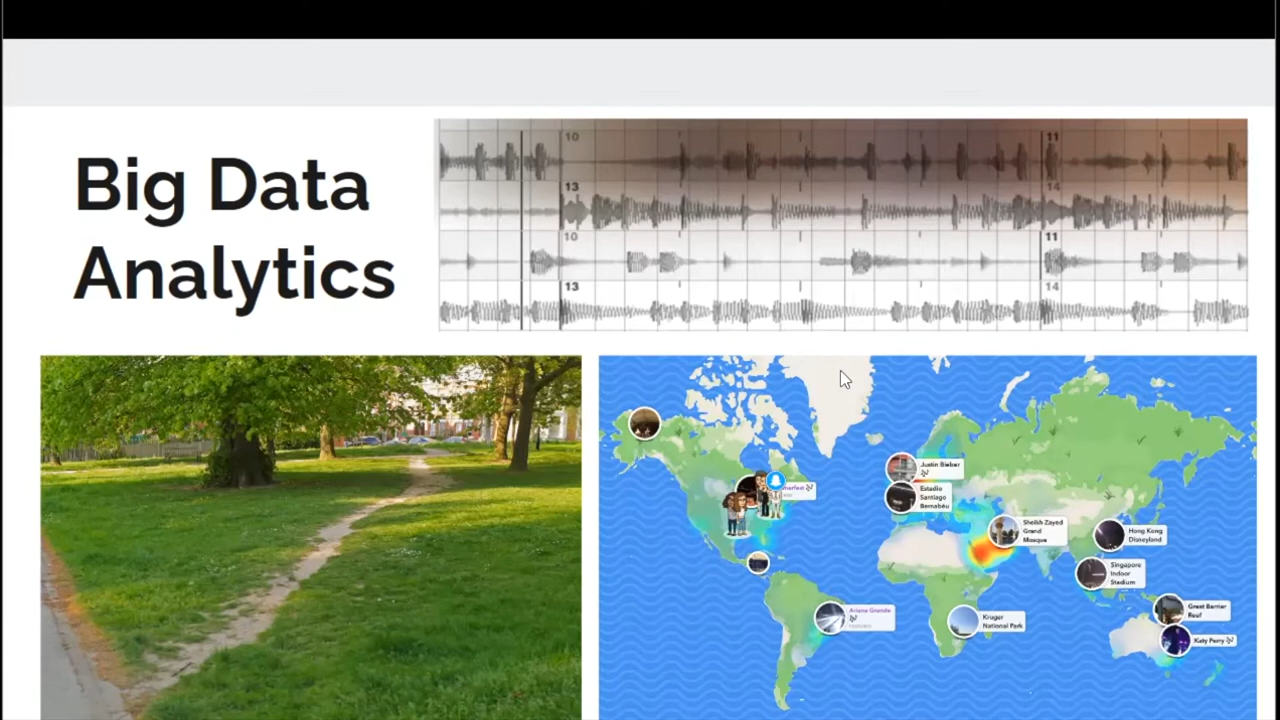 Big Data
Analytics
10
11
13
14
10
11
13
14
Justin Bieber
Estadio
Santiago
Bernabéu
Sheikh Zayed
Grand
Mosque
Hong Kong
Disneyland
Singapore
Indoor
Stadium
Ariana Grande
Kruger
National Park
Great Barrier
Reef
Katy Perry